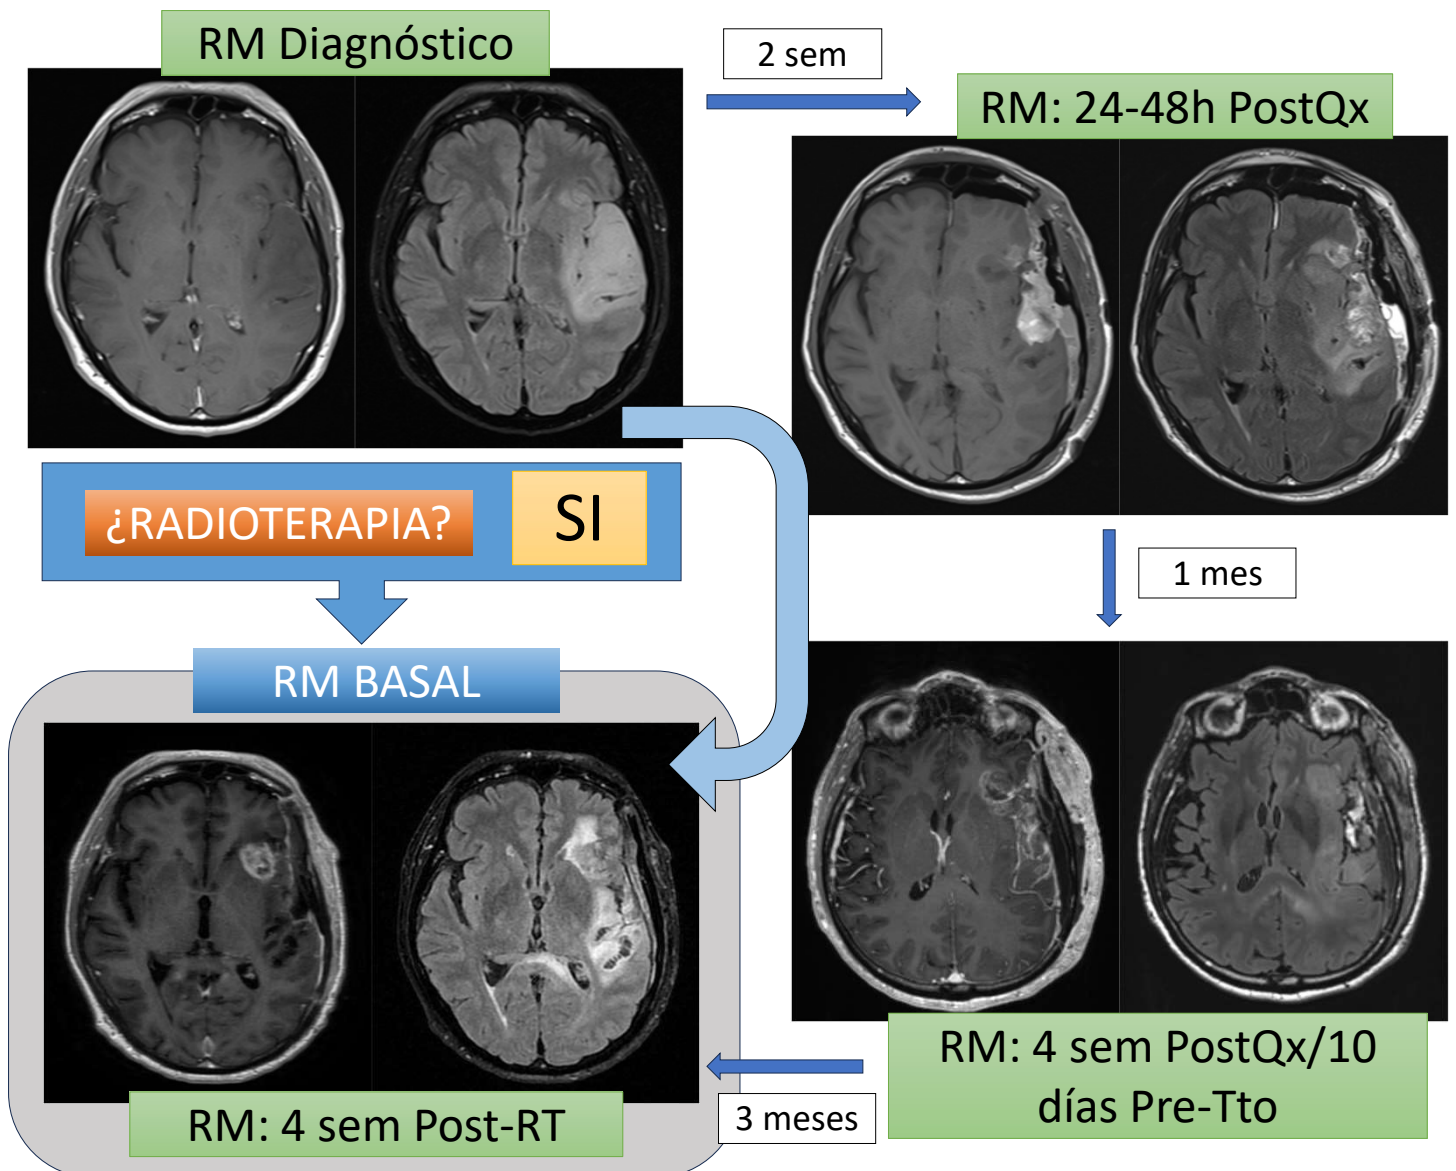 RM Diagnóstico
2 sem
RM: 24-48h PostQx
¿RADIOTERAPIA?
SI
1 mes
RM BASAL
RM: 4 sem PostQx/10
días Pre-Tto
3 meses
RM: 4 sem Post-RT